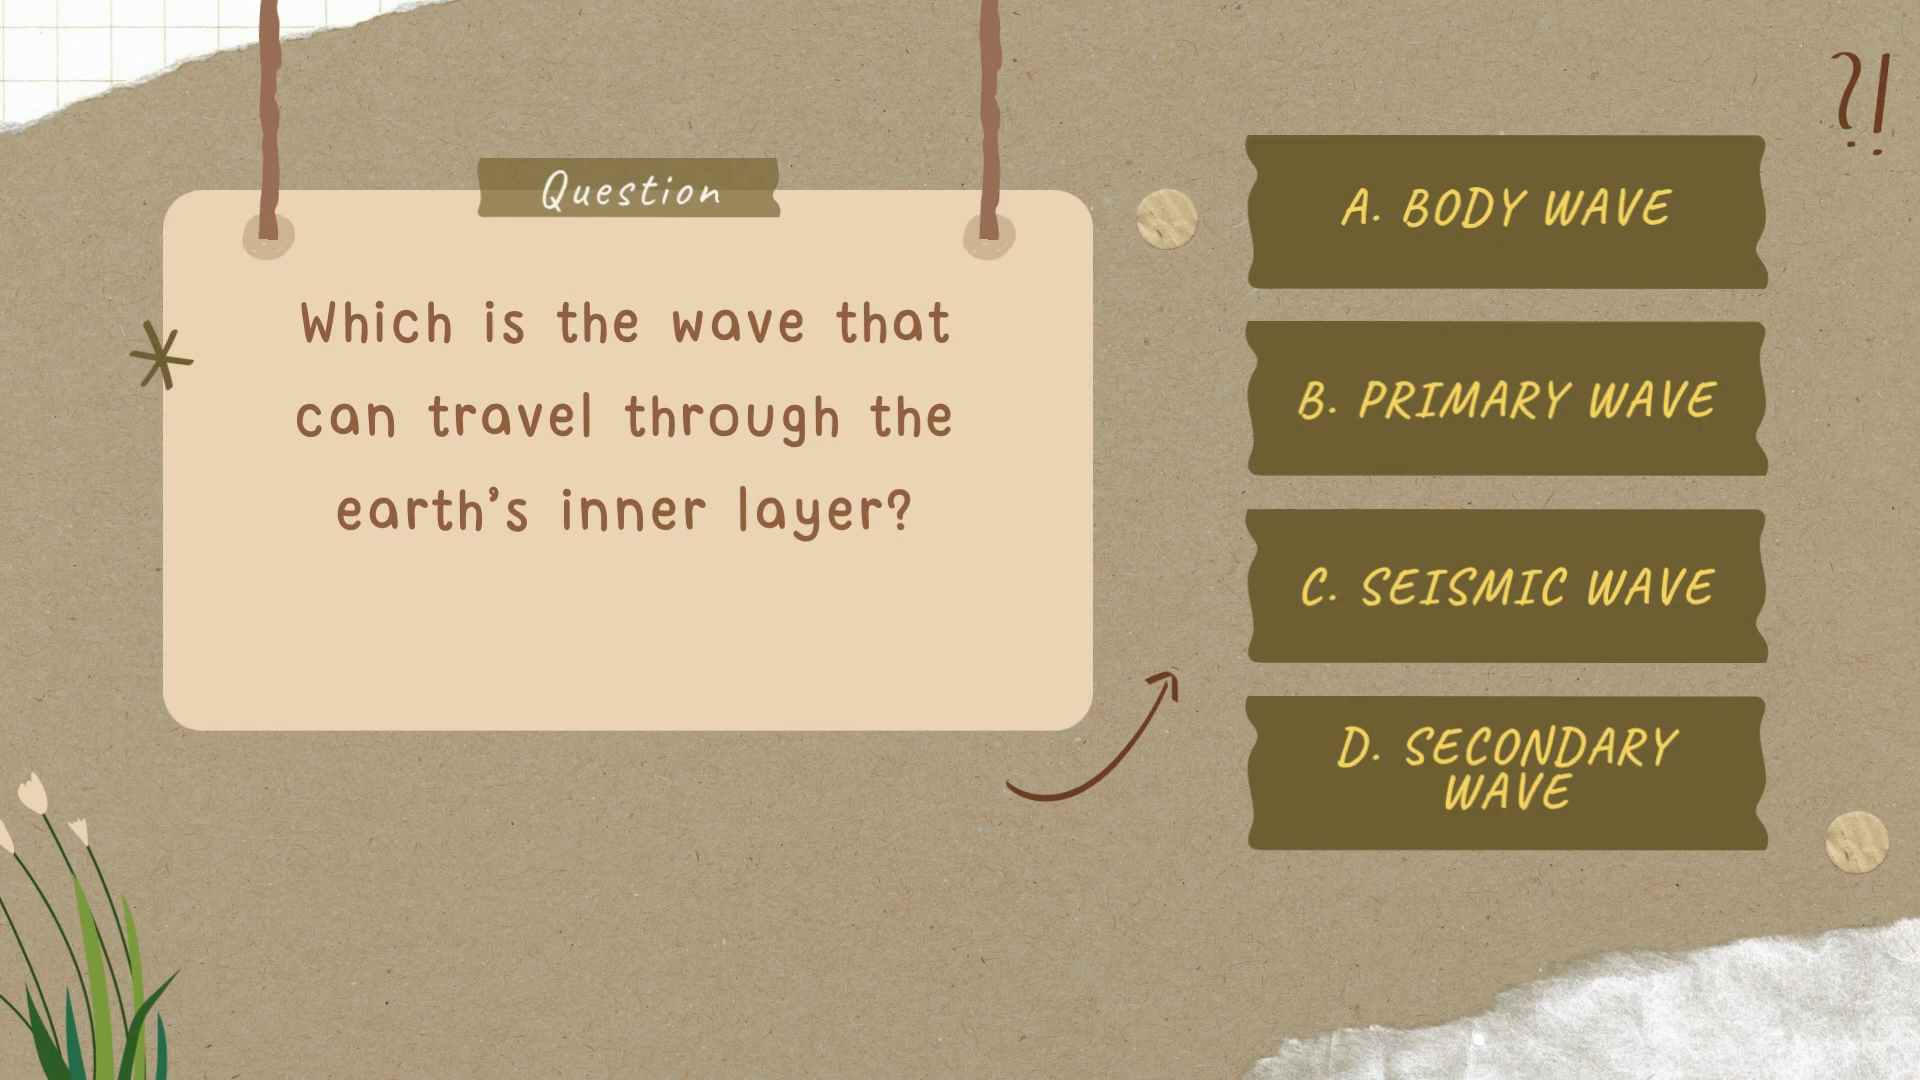 Question
Which is the wave that
can travel through the
earth's inner layer?
?!
A. BODY WAVE
B. PRIMARY WAVE
C. SEISMIC WAVE
D. SECONDARY
WAVE